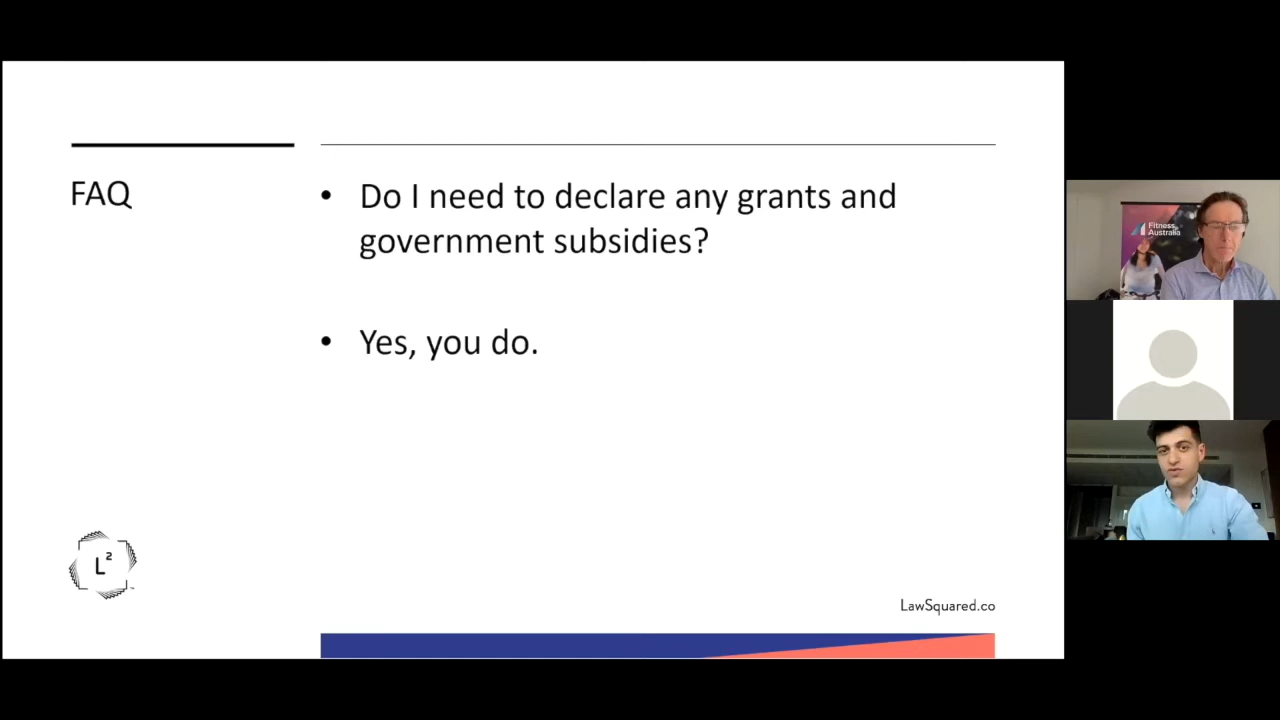 FAQ
• Do I need to declare any grants and
government subsidies?
• Yes, you do.
L²
LawSquared.co
Fitness
Australia